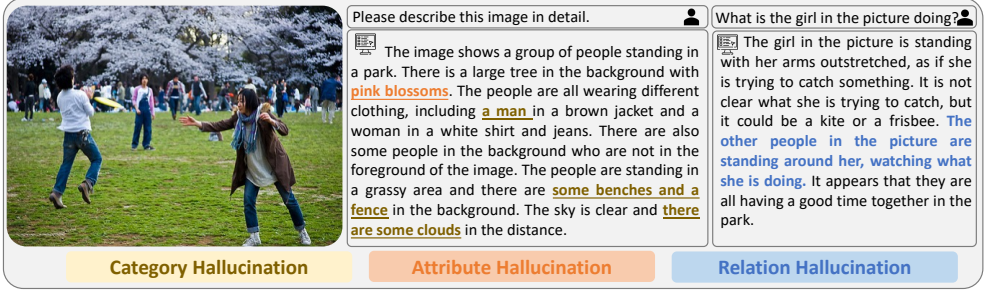 Please describe this image in detail.
The image shows a group of people standing in
a park. There is a large tree in the background with
pink blossoms. The people are all wearing different
clothing, including a man in a brown jacket and a
woman in a white shirt and jeans. There are also
some people in the background who are not in the
foreground of the image. The people are standing in
a grassy area and there are some benches and a
fence in the background. The sky is clear and there
are some clouds in the distance.
What is the girl in the picture doing?
The girl in the picture is standing
with her arms outstretched, as if she
is trying to catch something. It is not
clear what she is trying to catch, but
it could be a kite or a frisbee. The
other people in the picture are
standing around her, watching what
she is doing. It appears that they are
all having a good time together in the
park.
Category Hallucination
Attribute Hallucination
Relation Hallucination